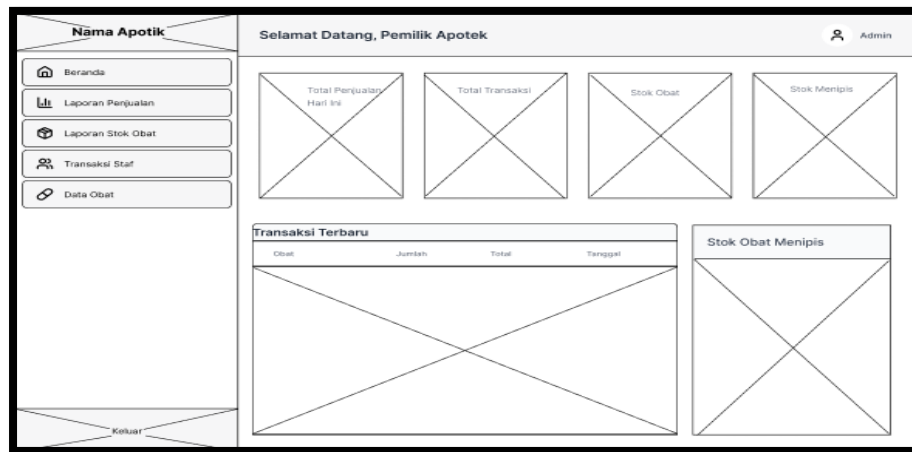 Nama Apotik
Beranda
Laporan Penjualan
Laporan Stok Obat
Transaksi Staf
Data Obat
Keluar
Selamat Datang, Pemilik Apotek
Admin
Total Penjualan
Hari Ini
Total Transaksi
Stok Obat
Stok Menipis
Transaksi Terbaru
Obat Jumlah Total Tanggal
Stok Obat Menipis